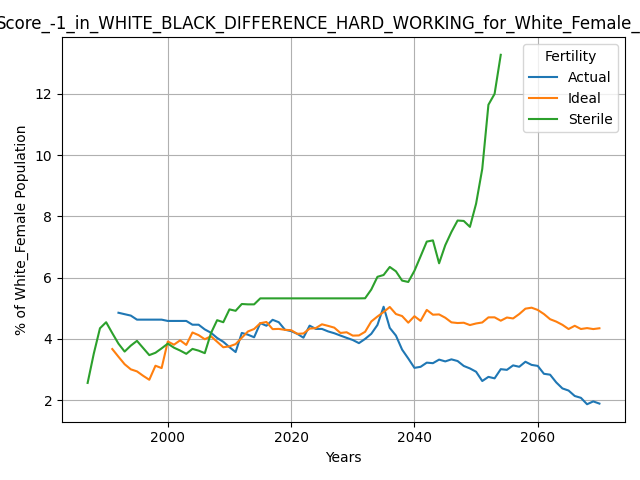 Score_-1_in_WHITE_BLACK_DIFFERENCE_HARD_WORKING_for_White_Female_
Fertility
Actual
Ideal
Sterile
% of White_Female Population
12
10
8
6
4
2
2000
2020
2040
2060
Years